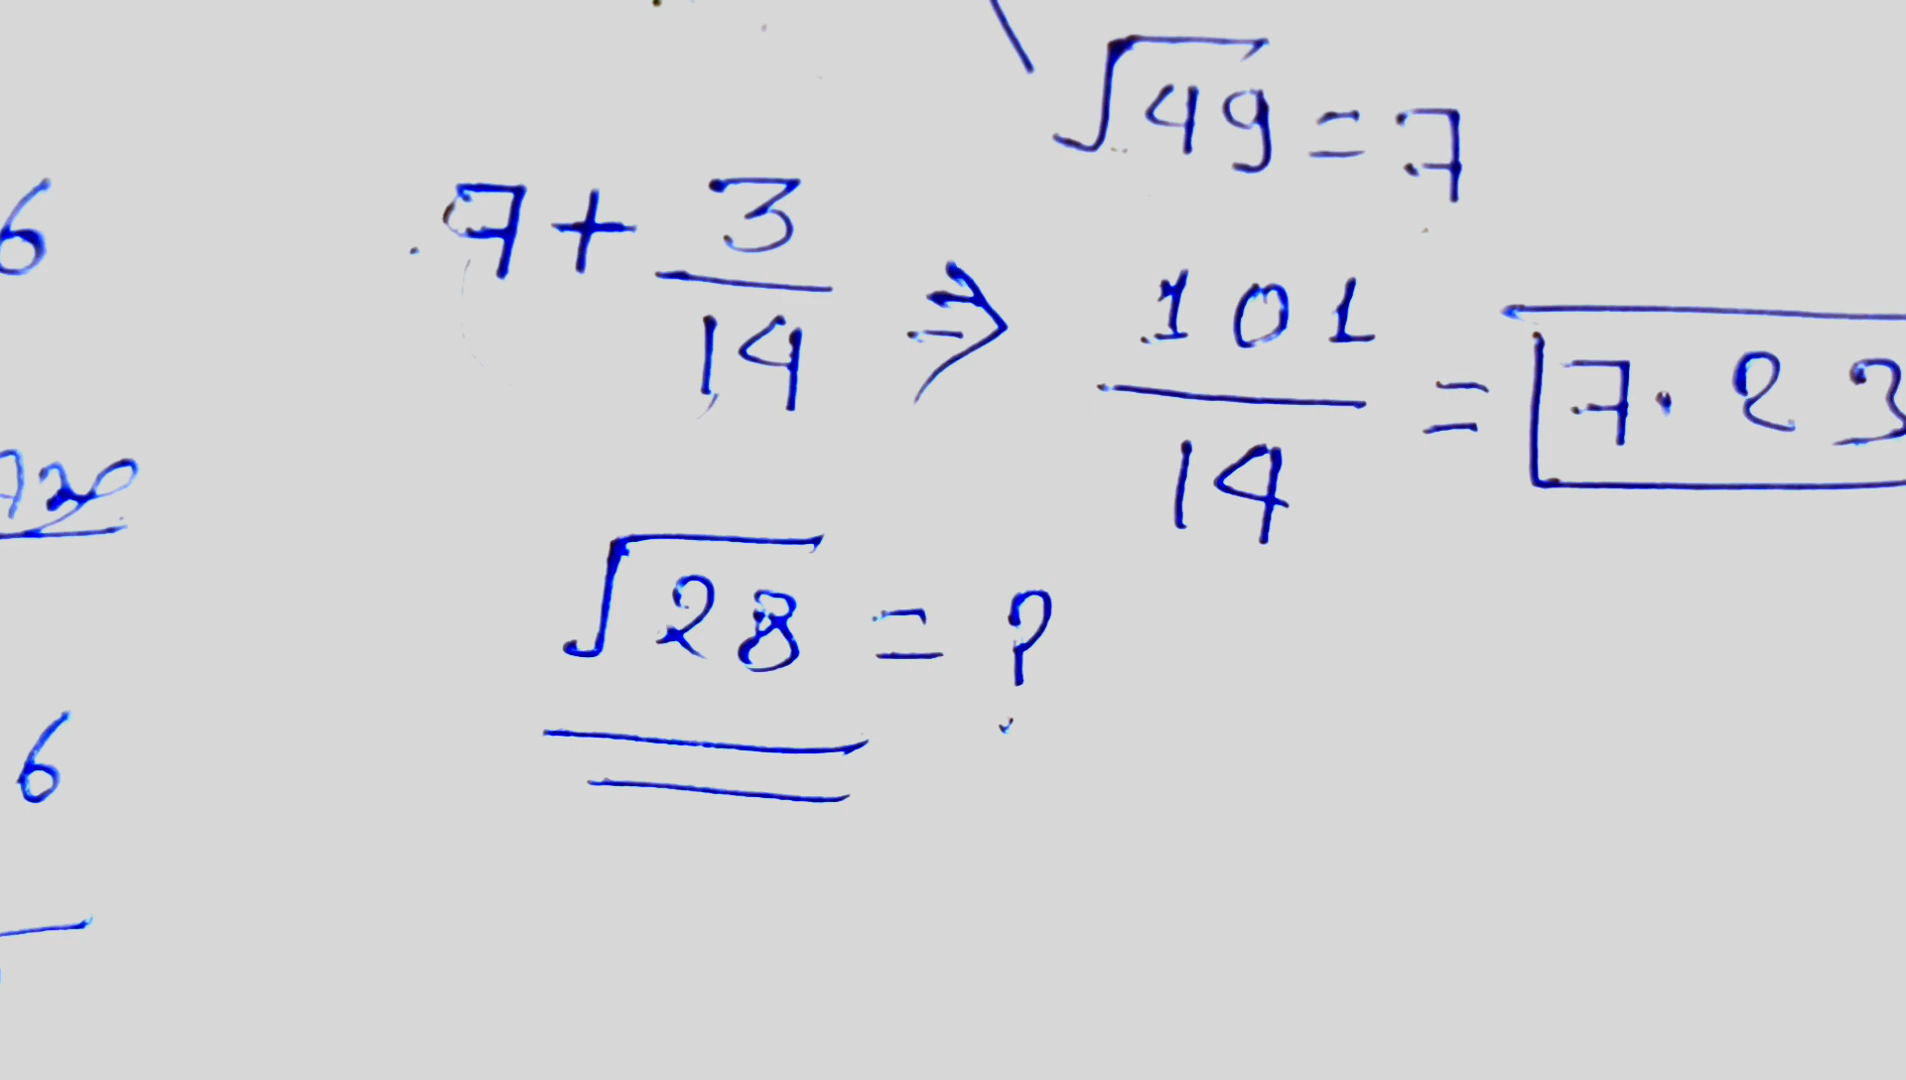 √49 = 7
6
7 + 3/14 ⇒ 101/14 = 7.23
√28 = ?
6